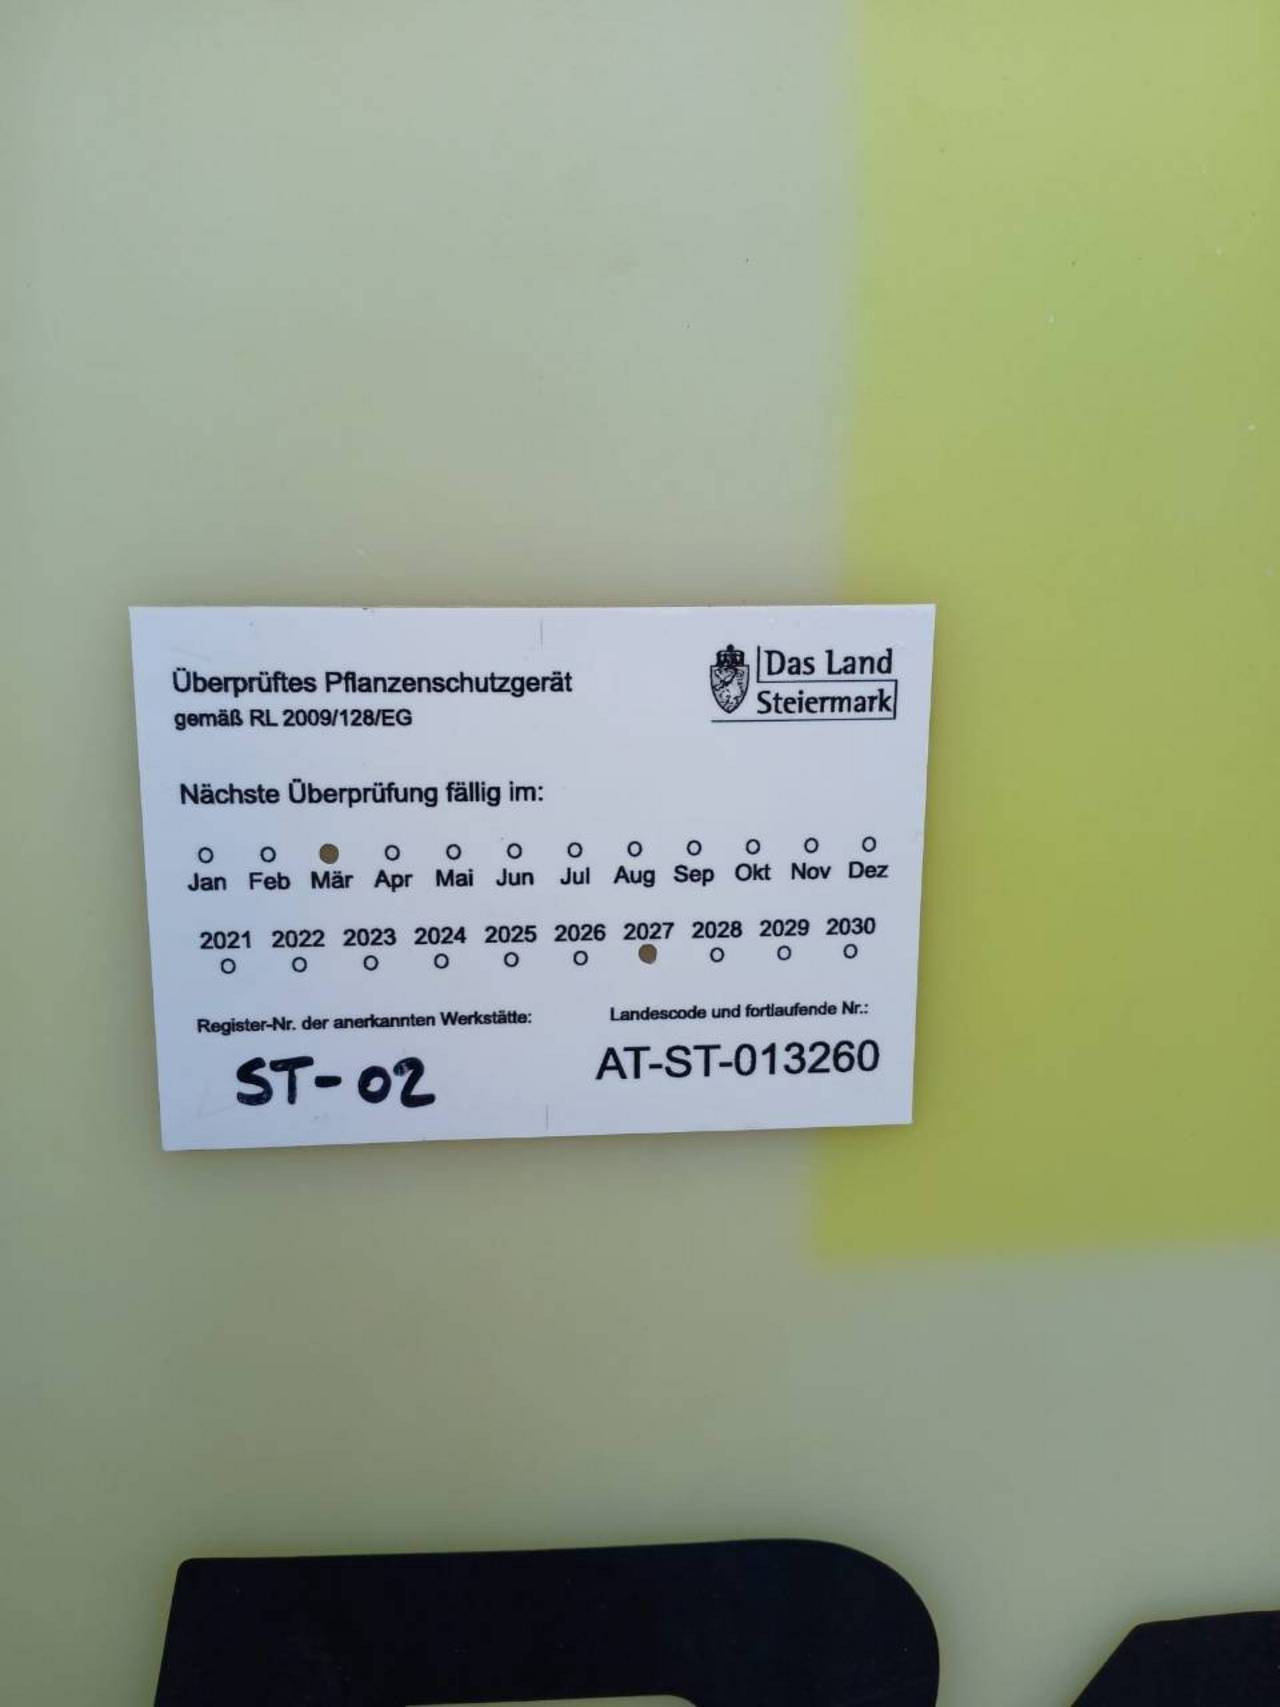 Überprüftes Pflanzenschutzgerät
gemäß RL 2009/128/EG
Das Land
Steiermark
Nächste Überprüfung fällig im:
Jan Feb Mär Apr Mai Jun Jul Aug Sep Okt Nov Dez
2021 2022 2023 2024 2025 2026 2027 2028 2029 2030
Register-Nr. der anerkannten Werkstätte:
Landescode und fortlaufende Nr.:
ST-02
AT-ST-013260